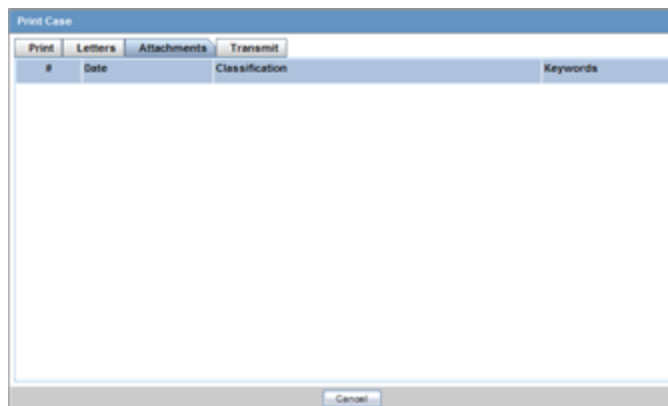 Print Case
Print Letters Attachments Transmit
# Date Classification Keywords
Cancel